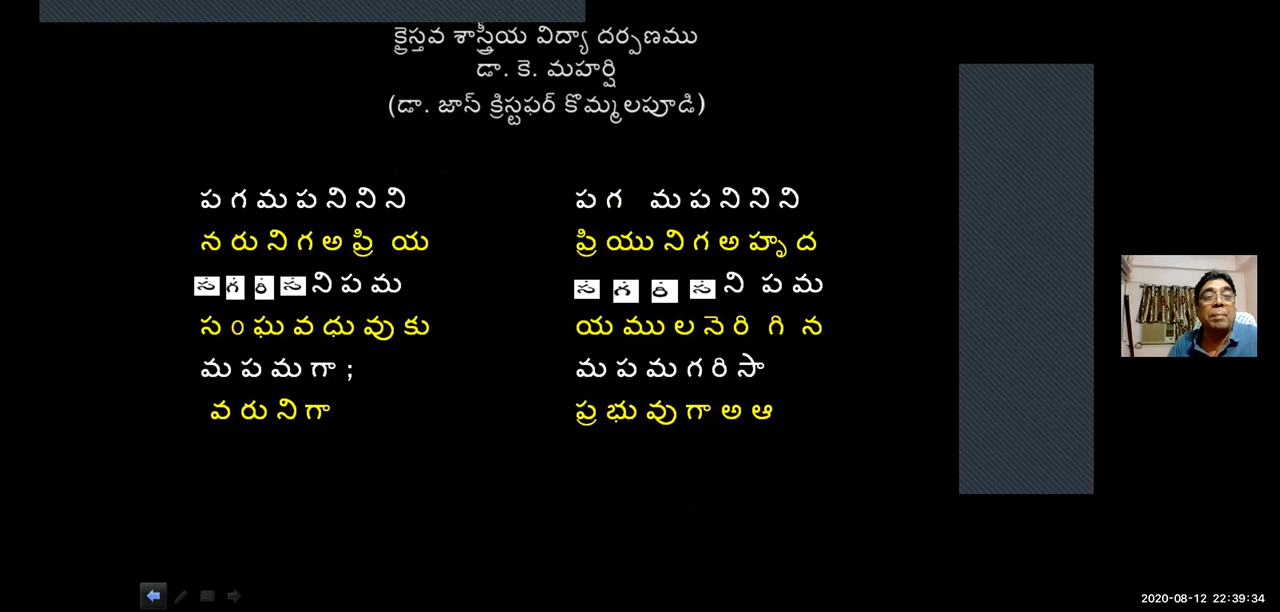 క్రైస్తవ శాస్త్రీయ విద్యా దర్పణము
డా. కె. మహర్షి
(డా. జాస్ క్రిస్టఫర్ కొమ్మలపూడి)
ప గ మ ప ని ని ని
న రు ని గ అ ప్రి య
స గ రి స ని ప మ
స ం ఘ వ ధు వు కు
మ ప మ గా ;
వ రు ని గా
ప గ మ ప ని ని ని
ప్రి యు ని గ అ హృ ద
స గ రి స ని ప మ
య ము ల నె రి గి న
మ ప మ గ రి సా
ప్ర భు వు గా అ ఆ
2020-08-12 22:39:34